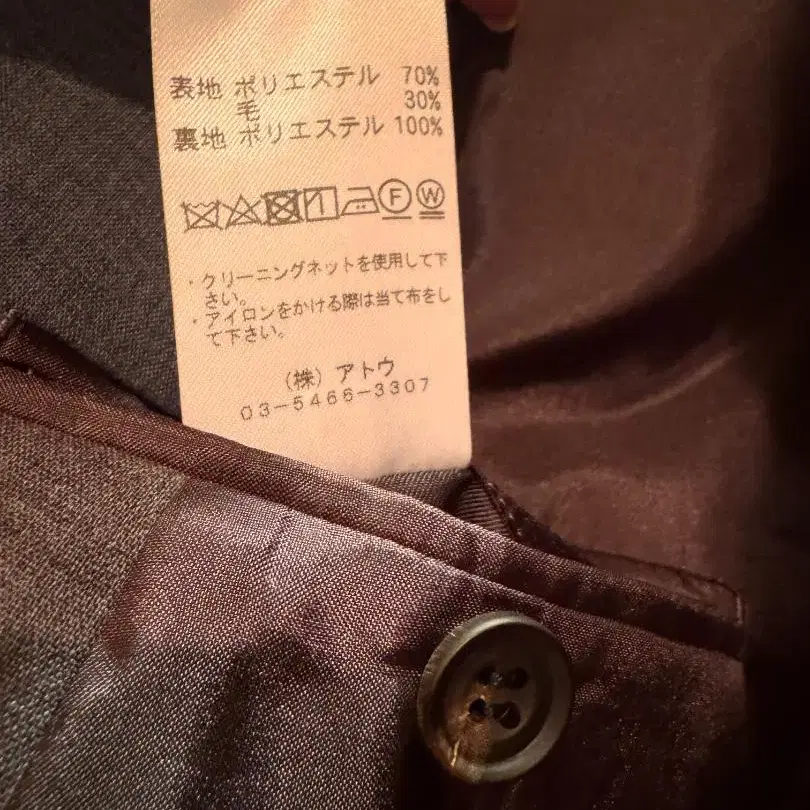 表地 ポリエステル 70%
毛 30%
裏地 ポリエステル 100%
F W
・クリーニングネットを使用して下
さい。
・アイロンをかける際は当て布をし
て下さい。
(株) アトウ
03-5466-3307